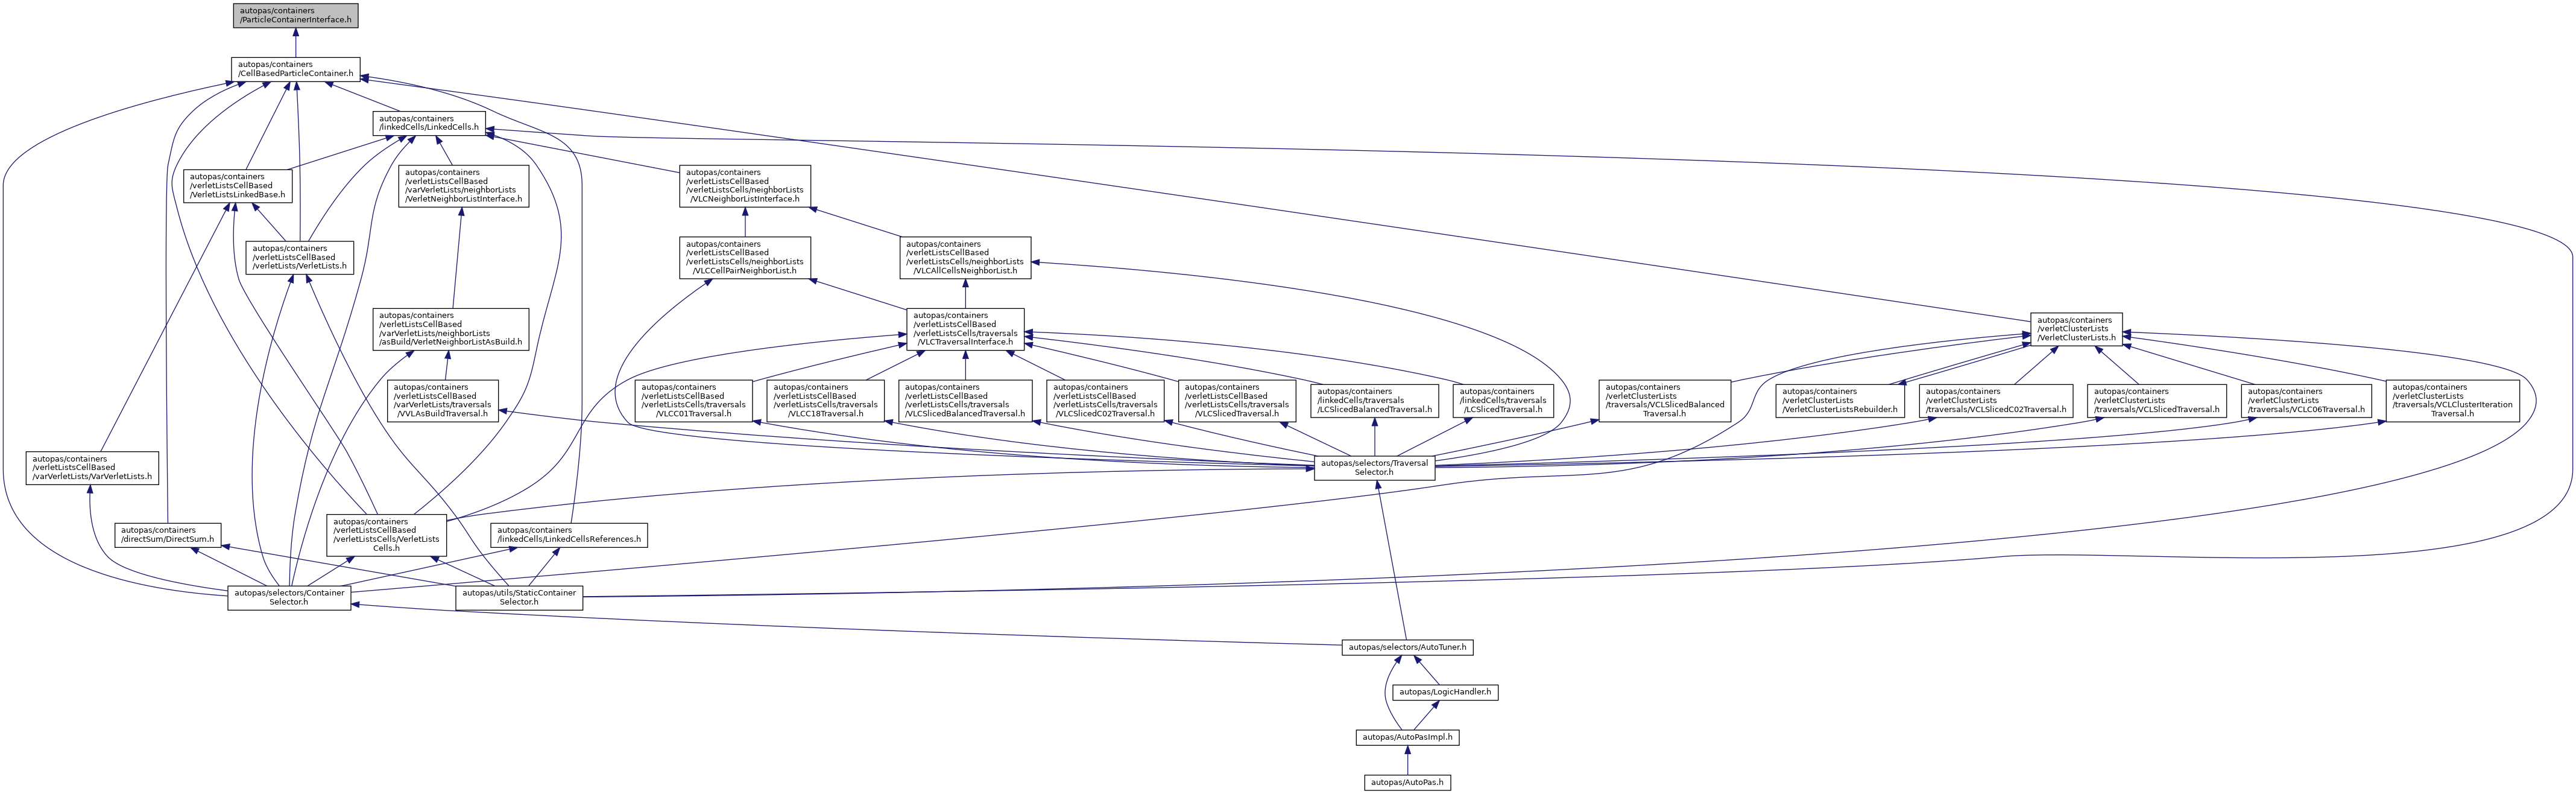 autopas/containers
/ParticleContainerInterface.h
autopas/containers
/CellBasedParticleContainer.h
autopas/containers
/linkedCells/LinkedCells.h
autopas/containers
/verletListsCellBased
/VerletListsLinkedBase.h
autopas/containers
/verletListsCellBased
/varVerletLists/neighborLists
/VerletNeighborListInterface.h
autopas/containers
/verletListsCellBased
/verletListsCells/neighborLists
/VLCNeighborListInterface.h
autopas/containers
/verletListsCellBased
/verletLists/VerletLists.h
autopas/containers
/verletListsCellBased
/verletListsCells/neighborLists
/VLCCellPairNeighborList.h
autopas/containers
/verletListsCellBased
/verletListsCells/neighborLists
/VLCAllCellsNeighborList.h
autopas/containers
/verletListsCellBased
/varVerletLists/neighborLists
/asBuild/VerletNeighborListAsBuild.h
autopas/containers
/verletListsCellBased
/verletListsCells/traversals
/VLCTraversalInterface.h
autopas/containers
/verletClusterLists
/VerletClusterLists.h
autopas/containers
/verletListsCellBased
/varVerletLists/traversals
/VVLAsBuildTraversal.h
autopas/containers
/verletListsCellBased
/verletListsCells/traversals
/VLCC01Traversal.h
autopas/containers
/verletListsCellBased
/verletListsCells/traversals
/VLCC18Traversal.h
autopas/containers
/verletListsCellBased
/verletListsCells/traversals
/VLCSlicedBalancedTraversal.h
autopas/containers
/verletListsCellBased
/verletListsCells/traversals
/VLCSlicedC02Traversal.h
autopas/containers
/verletListsCellBased
/verletListsCells/traversals
/VLCSlicedTraversal.h
autopas/containers
/linkedCells/traversals
/LCSlicedBalancedTraversal.h
autopas/containers
/linkedCells/traversals
/LCSlicedTraversal.h
autopas/containers
/verletClusterLists
/traversals/VCLSlicedBalanced
Traversal.h
autopas/containers
/verletClusterLists
/VerletClusterListsRebuilder.h
autopas/containers
/verletClusterLists
/traversals/VCLSlicedC02Traversal.h
autopas/containers
/verletClusterLists
/traversals/VCLSlicedTraversal.h
autopas/containers
/verletClusterLists
/traversals/VCLC06Traversal.h
autopas/containers
/verletClusterLists
/traversals/VCLClusterIteration
Traversal.h
autopas/containers
/verletListsCellBased
/varVerletLists/VarVerletLists.h
autopas/selectors/Traversal
Selector.h
autopas/containers
/directSum/DirectSum.h
autopas/containers
/verletListsCellBased
/verletListsCells/VerletLists
Cells.h
autopas/containers
/linkedCells/LinkedCellsReferences.h
autopas/selectors/Container
Selector.h
autopas/utils/StaticContainer
Selector.h
autopas/selectors/AutoTuner.h
autopas/LogicHandler.h
autopas/AutoPasImpl.h
autopas/AutoPas.h